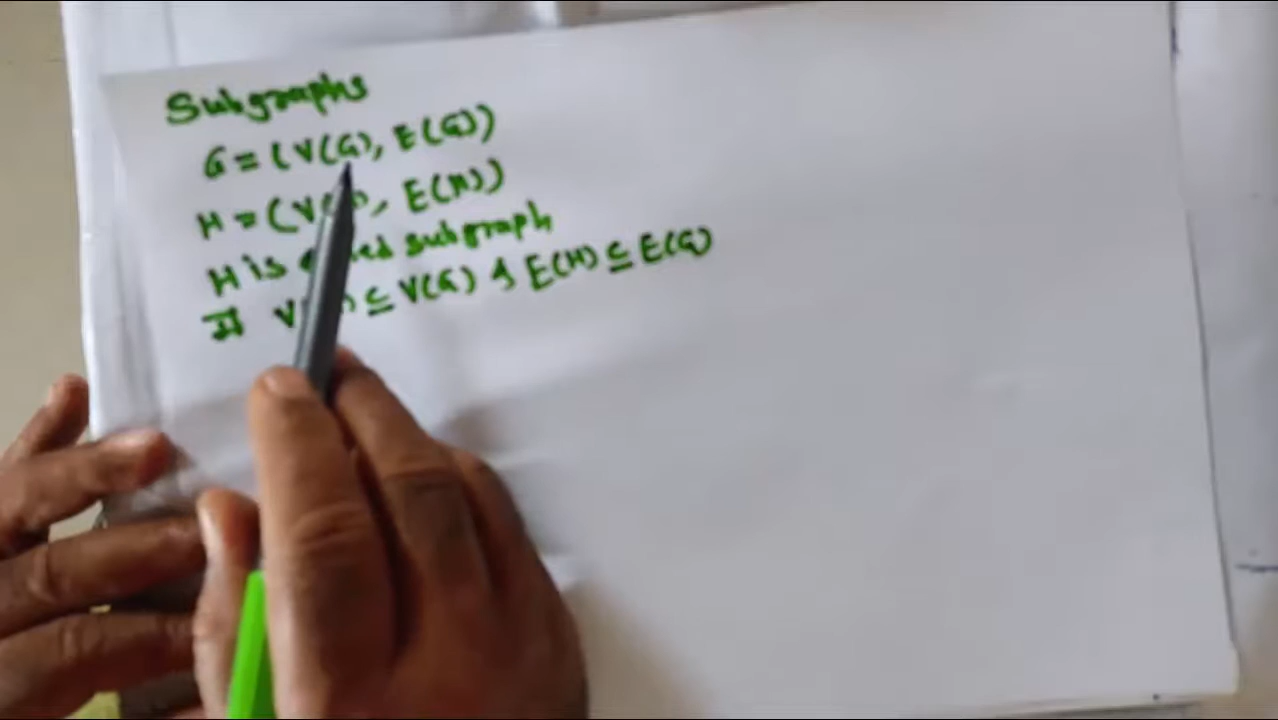 Subgraphs
G = (V(G), E(G))
H = (V( ), E(H))
H is subgraph
If V( ) ⊆ V(G) & E(H) ⊆ E(G)